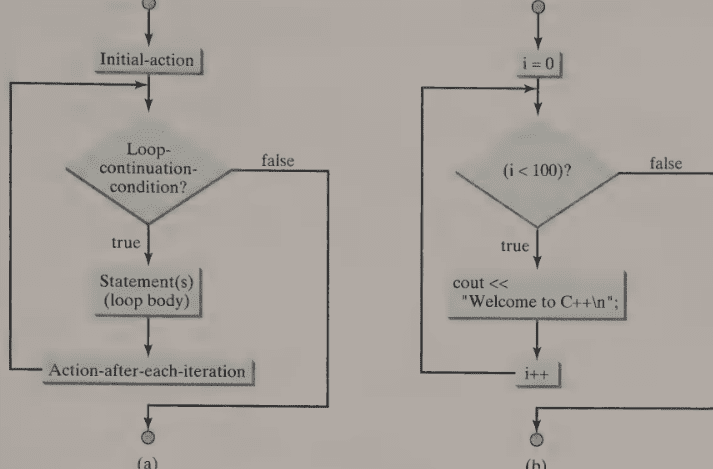 Initial-action
Loop-
continuation-
condition?
false
true
Statement(s)
(loop body)
Action-after-each-iteration
(a)
i = 0
(i < 100)?
false
true
cout <<
"Welcome to C++\n";
i++
(b)